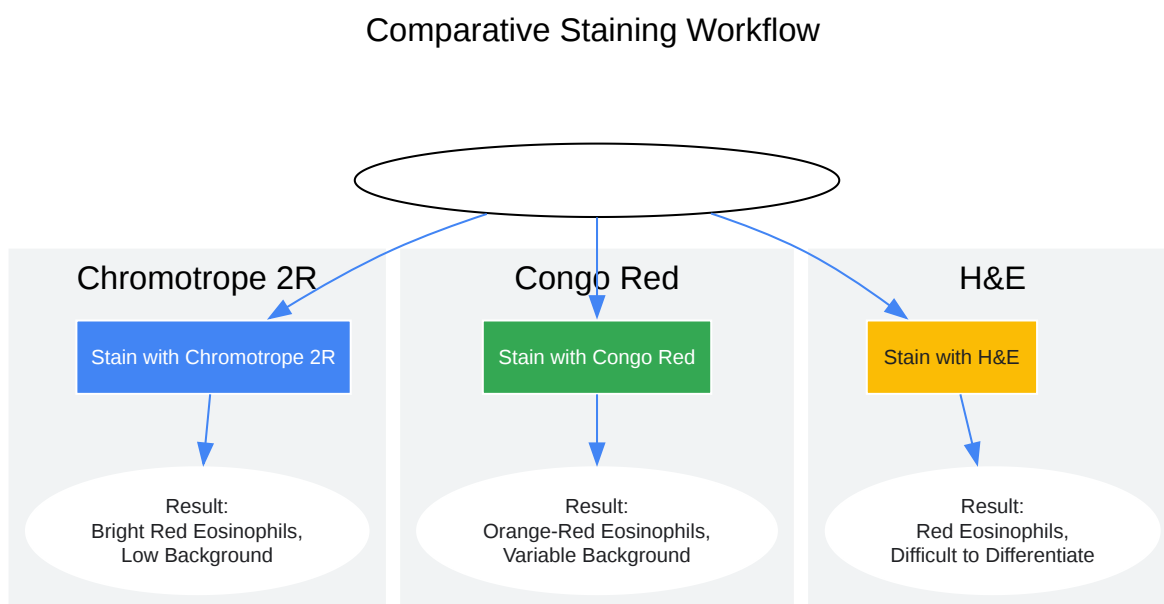 Comparative Staining Workflow
Chromotrope 2R
Congo Red
H&E
Stain with Chromotrope 2R
Stain with Congo Red
Stain with H&E
Result:
Bright Red Eosinophils,
Low Background
Result:
Orange-Red Eosinophils,
Variable Background
Result:
Red Eosinophils,
Difficult to Differentiate